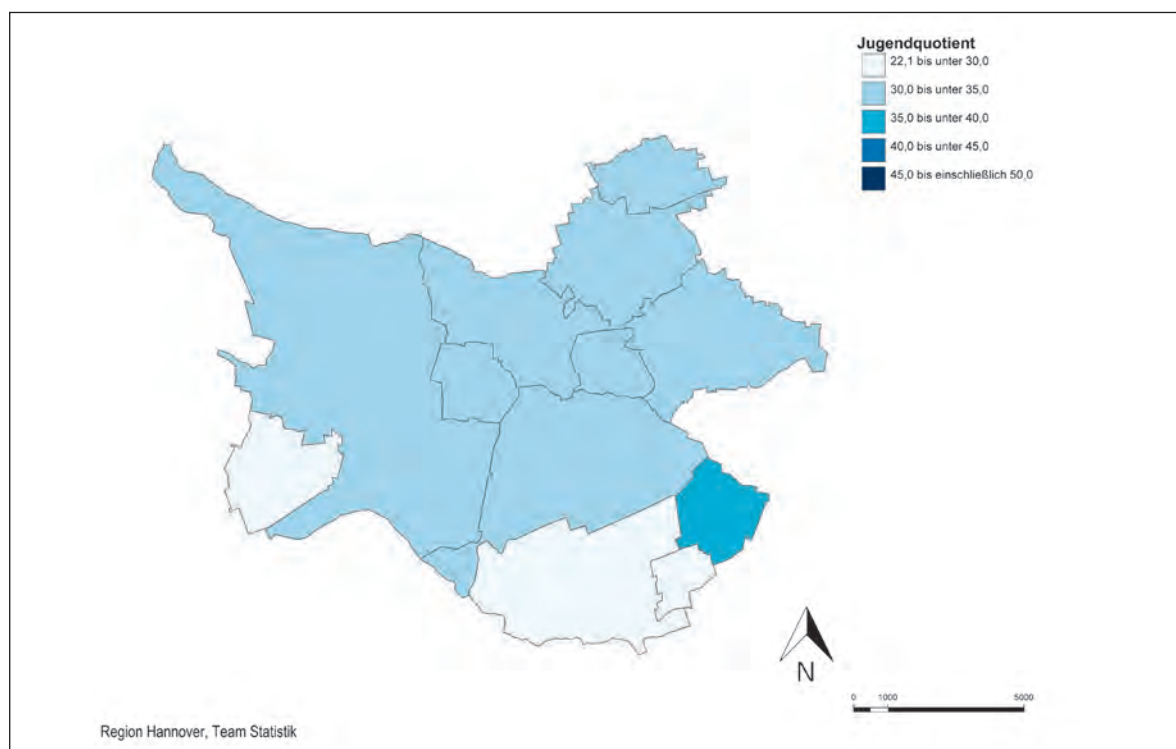 Jugendquotient
22,1 bis unter 30,0
30,0 bis unter 35,0
35,0 bis unter 40,0
40,0 bis unter 45,0
45,0 bis einschließlich 50,0
N
0 1000 5000
Region Hannover, Team Statistik